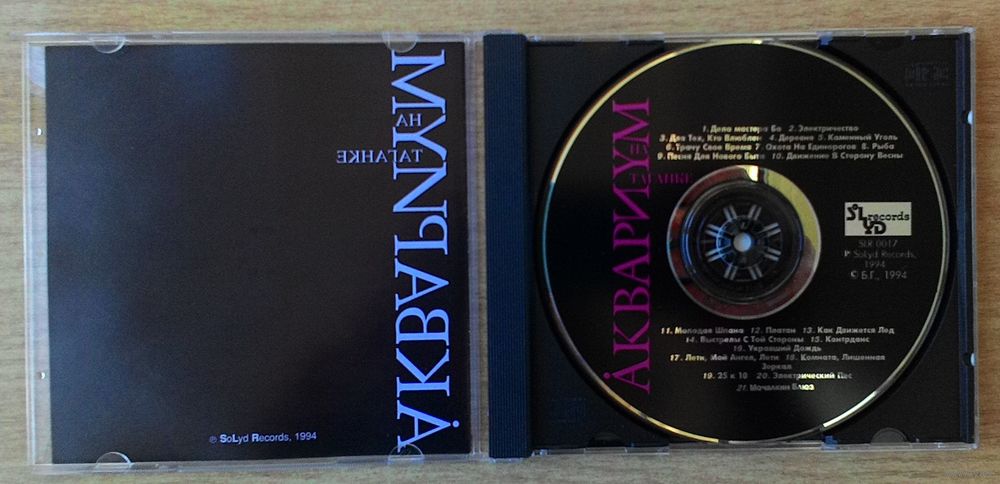 АКВАРИУМ
НА
ТАГАНКЕ
℗ SoLyd Records, 1994
АКВАРИУМ
НА
ТАГАНКЕ
1. Дела мастера Бо 2. Электричество
3. Для Тех, Кто Влюблен 4. Деревня 5. Каменный Уголь
6. Трачу Свое Время 7. Охота На Единорогов 8. Рыба
9. Песня Для Нового Быта 10. Движение В Сторону Весны
SoLYD records
SLR 0017
℗ SoLyd Records,
1994
© Б.Г., 1994
11. Молодая Шпана 12. Платан 13. Как Движется Лед
14. Выстрелы С Той Стороны 15. Контрданс
16. Укравший Дождь
17. Лети, Мой Ангел, Лети 18. Комната, Лишенная
Зеркал
19. 25 к 10 20. Электрический Пес
21. Мочалкин Блюз